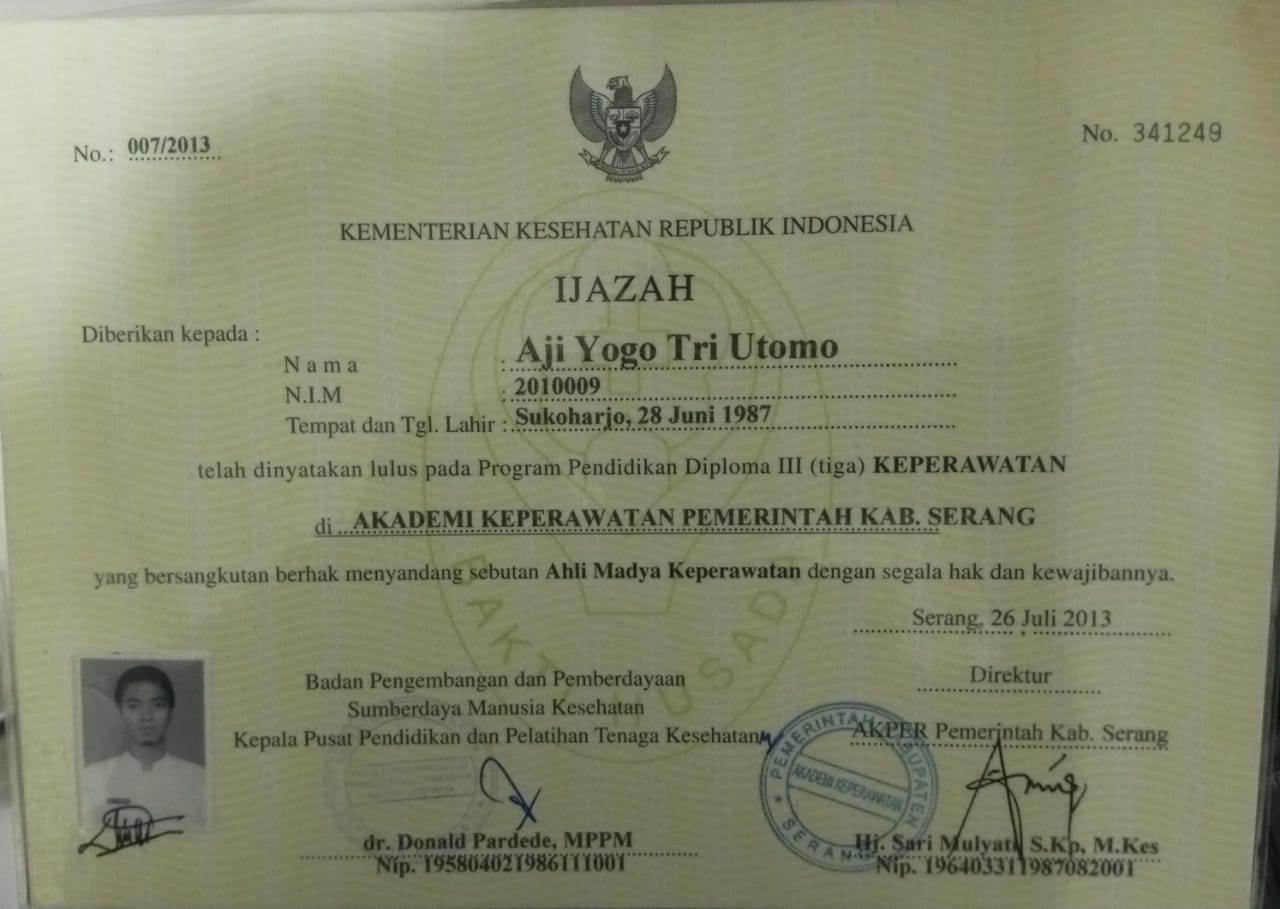 No.: 007/2013
No. 341249
KEMENTERIAN KESEHATAN REPUBLIK INDONESIA
IJAZAH
Diberikan kepada :
N a m a : Aji Yogo Tri Utomo
N.I.M : 2010009
Tempat dan Tgl. Lahir : Sukoharjo, 28 Juni 1987
telah dinyatakan lulus pada Program Pendidikan Diploma III (tiga) KEPERAWATAN
di AKADEMI KEPERAWATAN PEMERINTAH KAB. SERANG
yang bersangkutan berhak menyandang sebutan Ahli Madya Keperawatan dengan segala hak dan kewajibannya.
BAKTI HUSADA
Serang, 26 Juli 2013
Badan Pengembangan dan Pemberdayaan
Sumberdaya Manusia Kesehatan
Kepala Pusat Pendidikan dan Pelatihan Tenaga Kesehatan
Direktur
AKPER Pemerintah Kab. Serang
PEMERINTAH KABUPATEN
AKADEMI KEPERAWATAN
SERANG
dr. Donald Pardede, MPPM
Nip. 195804021986111001
Hj. Sari Mulyati, S.Kp, M.Kes
Nip. 196403311987082001